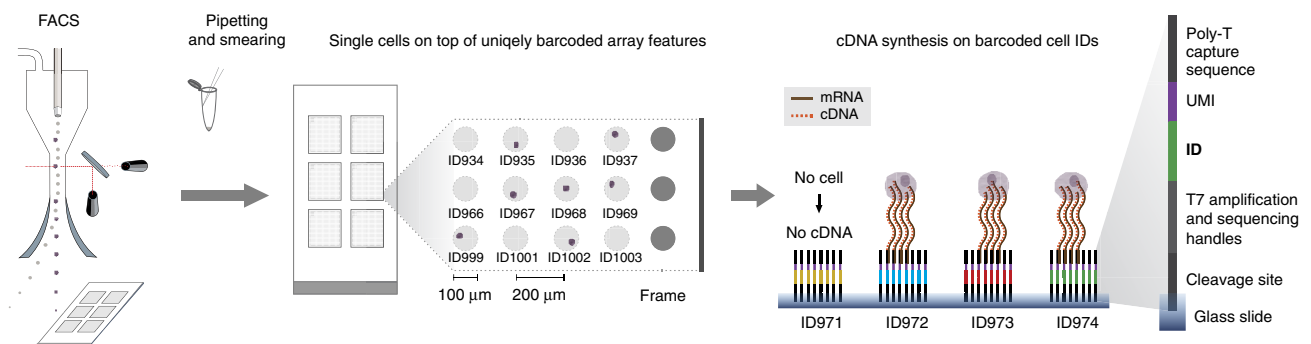 FACS
Pipetting
and smearing
Single cells on top of uniqely barcoded array features
ID934 ID935 ID936 ID937
ID966 ID967 ID968 ID969
ID999 ID1001 ID1002 ID1003
100 μm 200 μm Frame
cDNA synthesis on barcoded cell IDs
mRNA
cDNA
No cell
No cDNA
ID971 ID972 ID973 ID974
Poly-T
capture
sequence
UMI
ID
T7 amplification
and sequencing
handles
Cleavage site
Glass slide